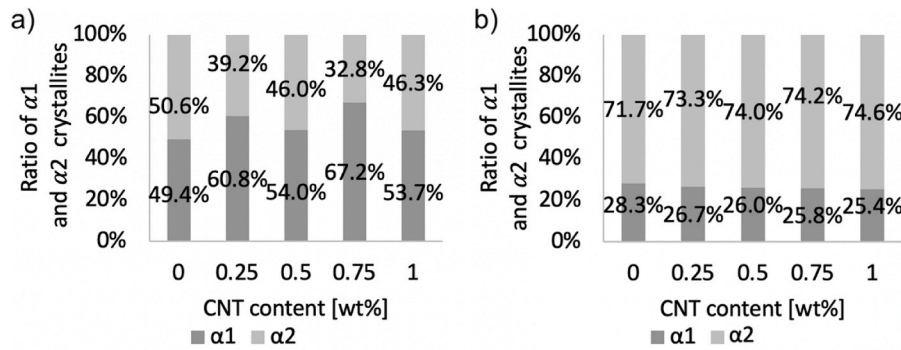 a)
Ratio of α1
and α2 crystallites
100%
80%
60%
40%
20%
0%
50.6%
39.2%
46.0%
32.8%
46.3%
49.4%
60.8%
54.0%
67.2%
53.7%
0 0.25 0.5 0.75 1
CNT content [wt%]
α1 α2
b)
Ratio of α1
and α2 crystallites
100%
80%
60%
40%
20%
0%
71.7%
73.3%
74.0%
74.2%
74.6%
28.3%
26.7%
26.0%
25.8%
25.4%
0 0.25 0.5 0.75 1
CNT content [wt%]
α1 α2